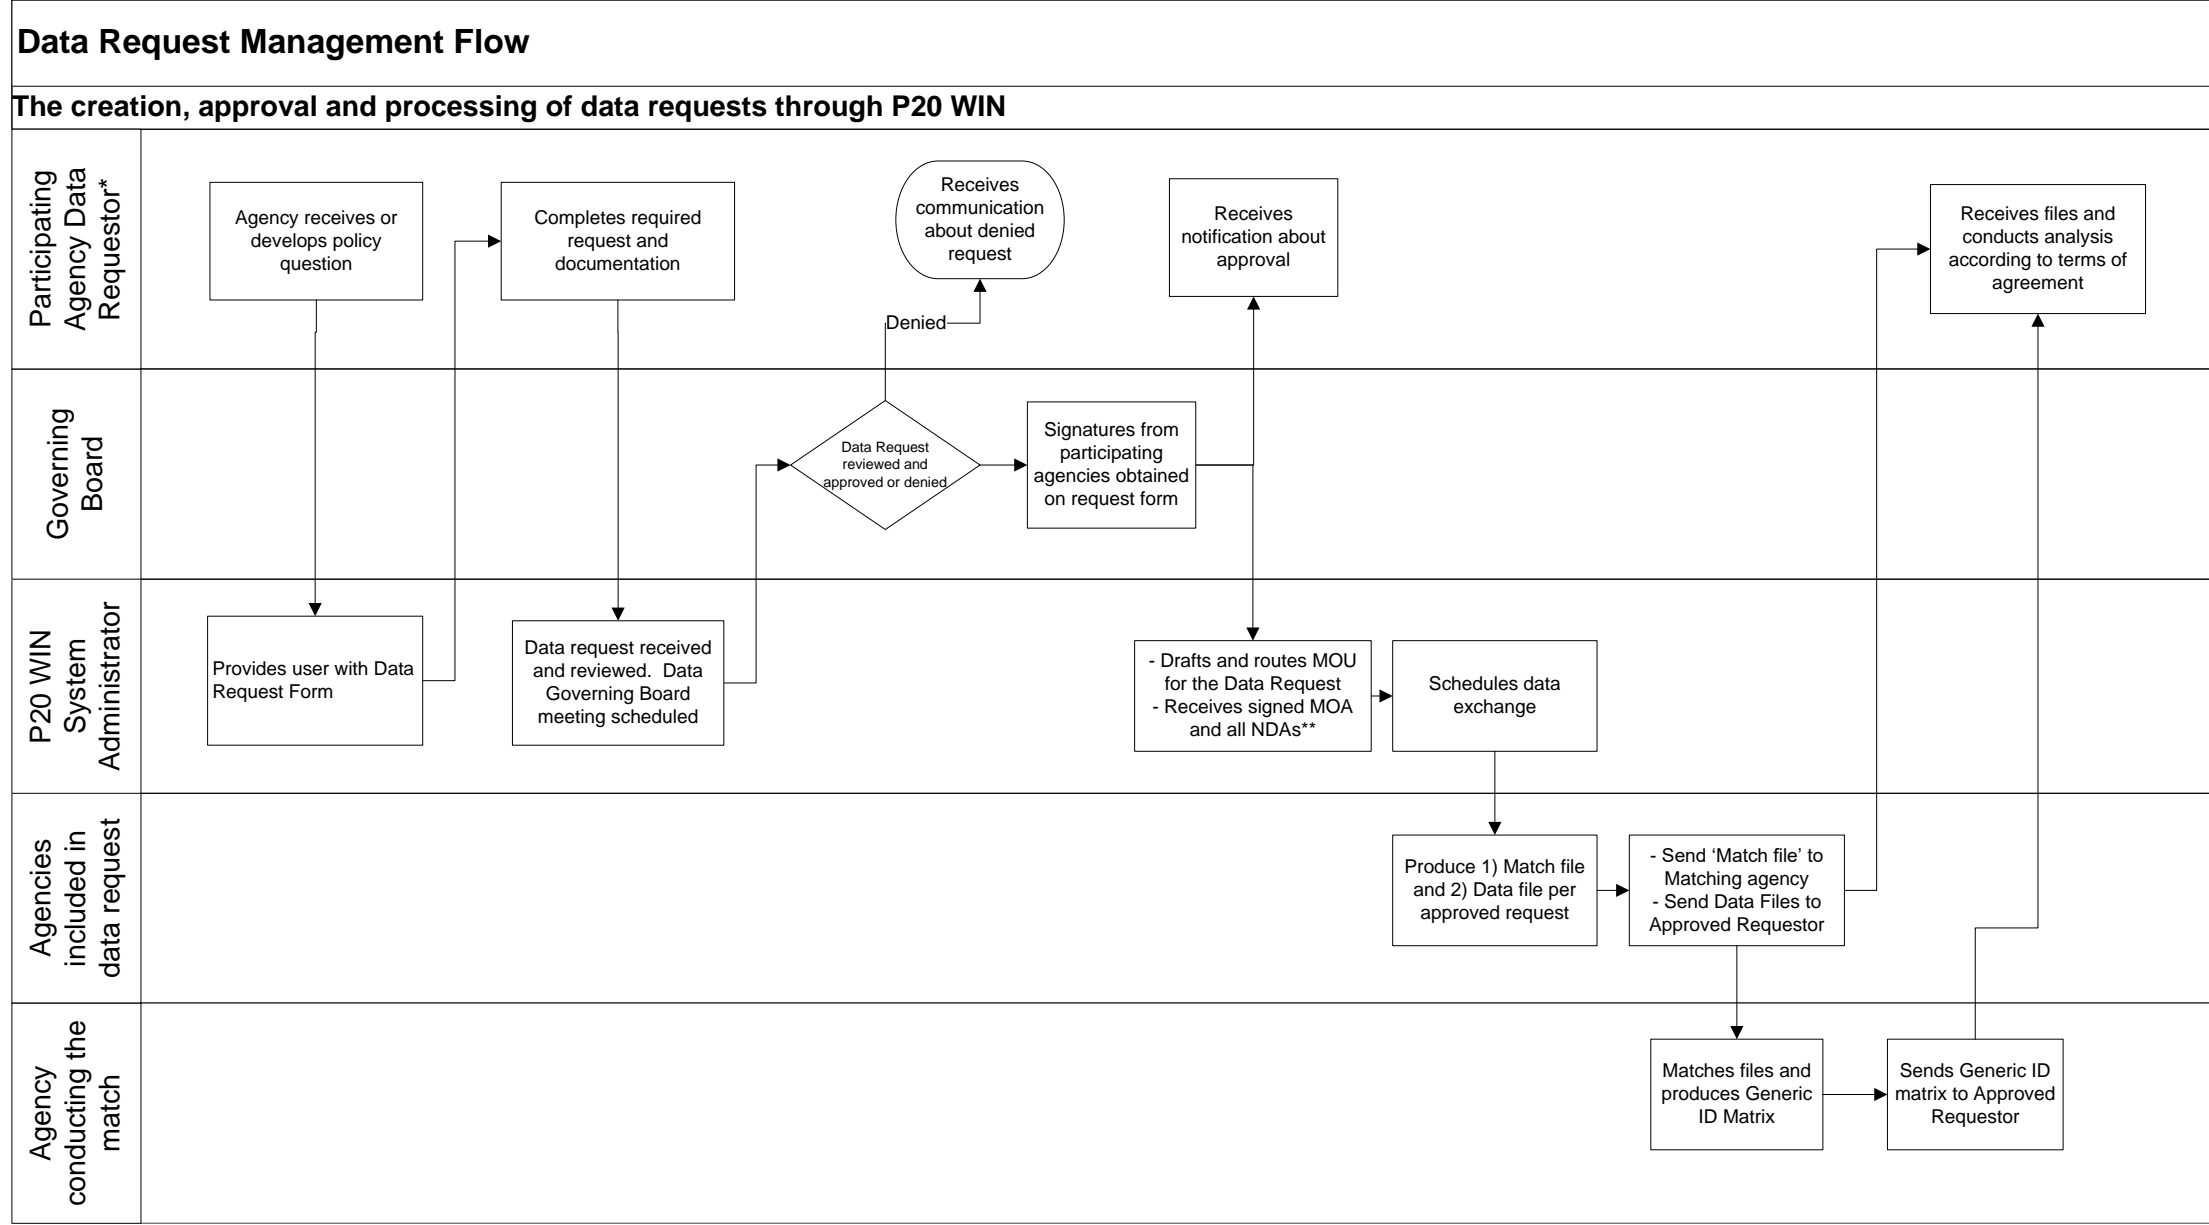 Data Request Management Flow
The creation, approval and processing of data requests through P20 WIN
Participating
Agency Data
Requestor*
Agency receives or
develops policy
question
Completes required
request and
documentation
Receives
communication
about denied
request
Receives
notification about
approval
Receives files and
conducts analysis
according to terms of
agreement
Denied
Governing
Board
Data Request
reviewed and
approved or denied
Signatures from
participating
agencies obtained
on request form
P20 WIN
System
Administrator
Provides user with Data
Request Form
Data request received
and reviewed.  Data
Governing Board
meeting scheduled
- Drafts and routes MOU
for the Data Request
- Receives signed MOA
and all NDAs**
Schedules data
exchange
Agencies
included in
data request
Produce 1) Match file
and 2) Data file per
approved request
- Send ‘Match file’ to
Matching agency
- Send Data Files to
Approved Requestor
Agency
conducting the
match
Matches files and
produces Generic
ID Matrix
Sends Generic ID
matrix to Approved
Requestor